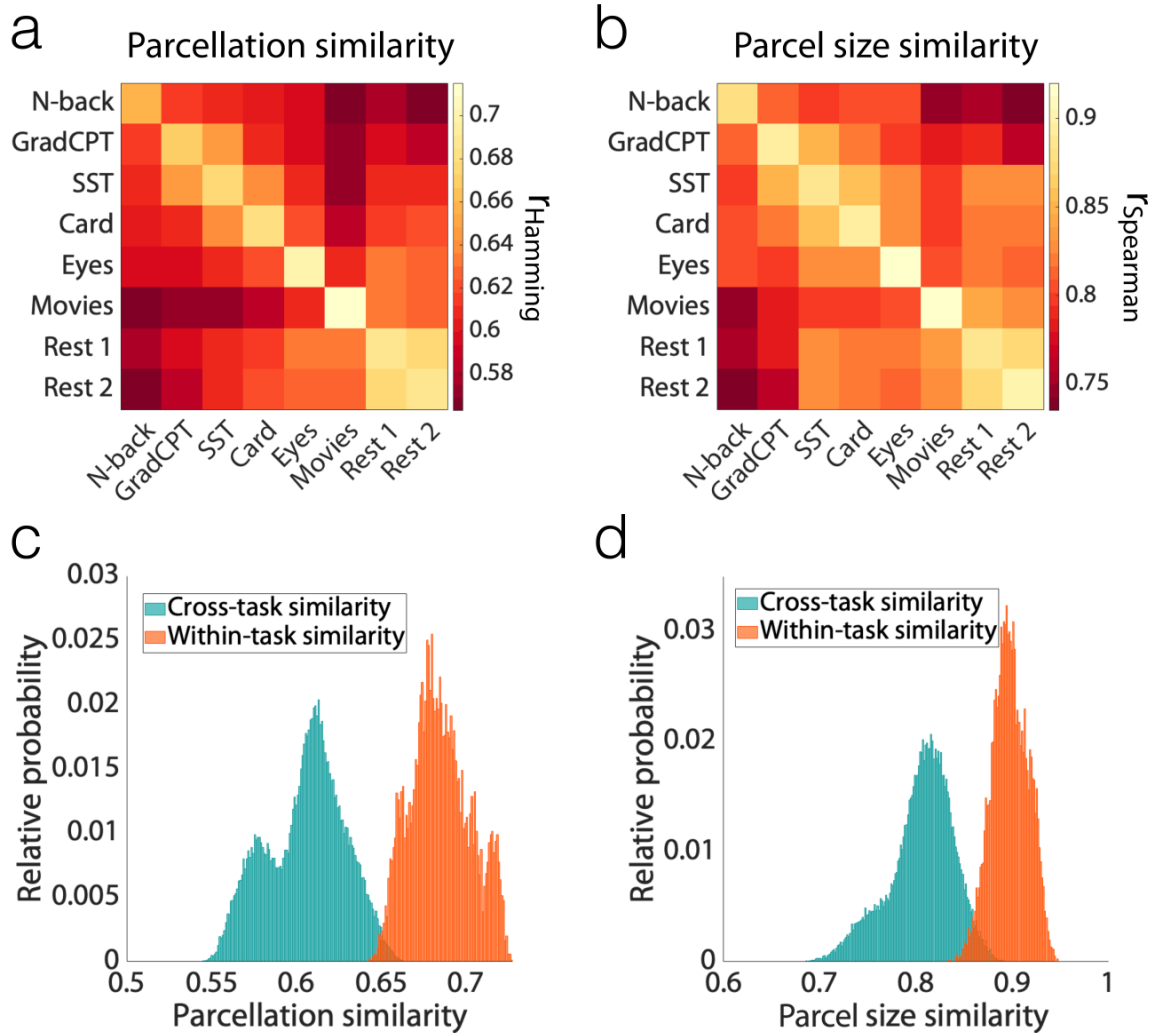 a
Parcellation similarity
N-back
GradCPT
SST
Card
Eyes
Movies
Rest 1
Rest 2
N-back
GradCPT
SST
Card
Eyes
Movies
Rest 1
Rest 2
0.7
0.68
0.66
0.64
0.62
0.6
0.58
rHamming
b
Parcel size similarity
N-back
GradCPT
SST
Card
Eyes
Movies
Rest 1
Rest 2
N-back
GradCPT
SST
Card
Eyes
Movies
Rest 1
Rest 2
0.9
0.85
0.8
0.75
rSpearman
c
Relative probability
0.03
0.025
0.02
0.015
0.01
0.005
0
Cross-task similarity
Within-task similarity
0.5
0.55
0.6
0.65
0.7
Parcellation similarity
d
Relative probability
0.03
0.02
0.01
0
Cross-task similarity
Within-task similarity
0.6
0.7
0.8
0.9
1
Parcel size similarity